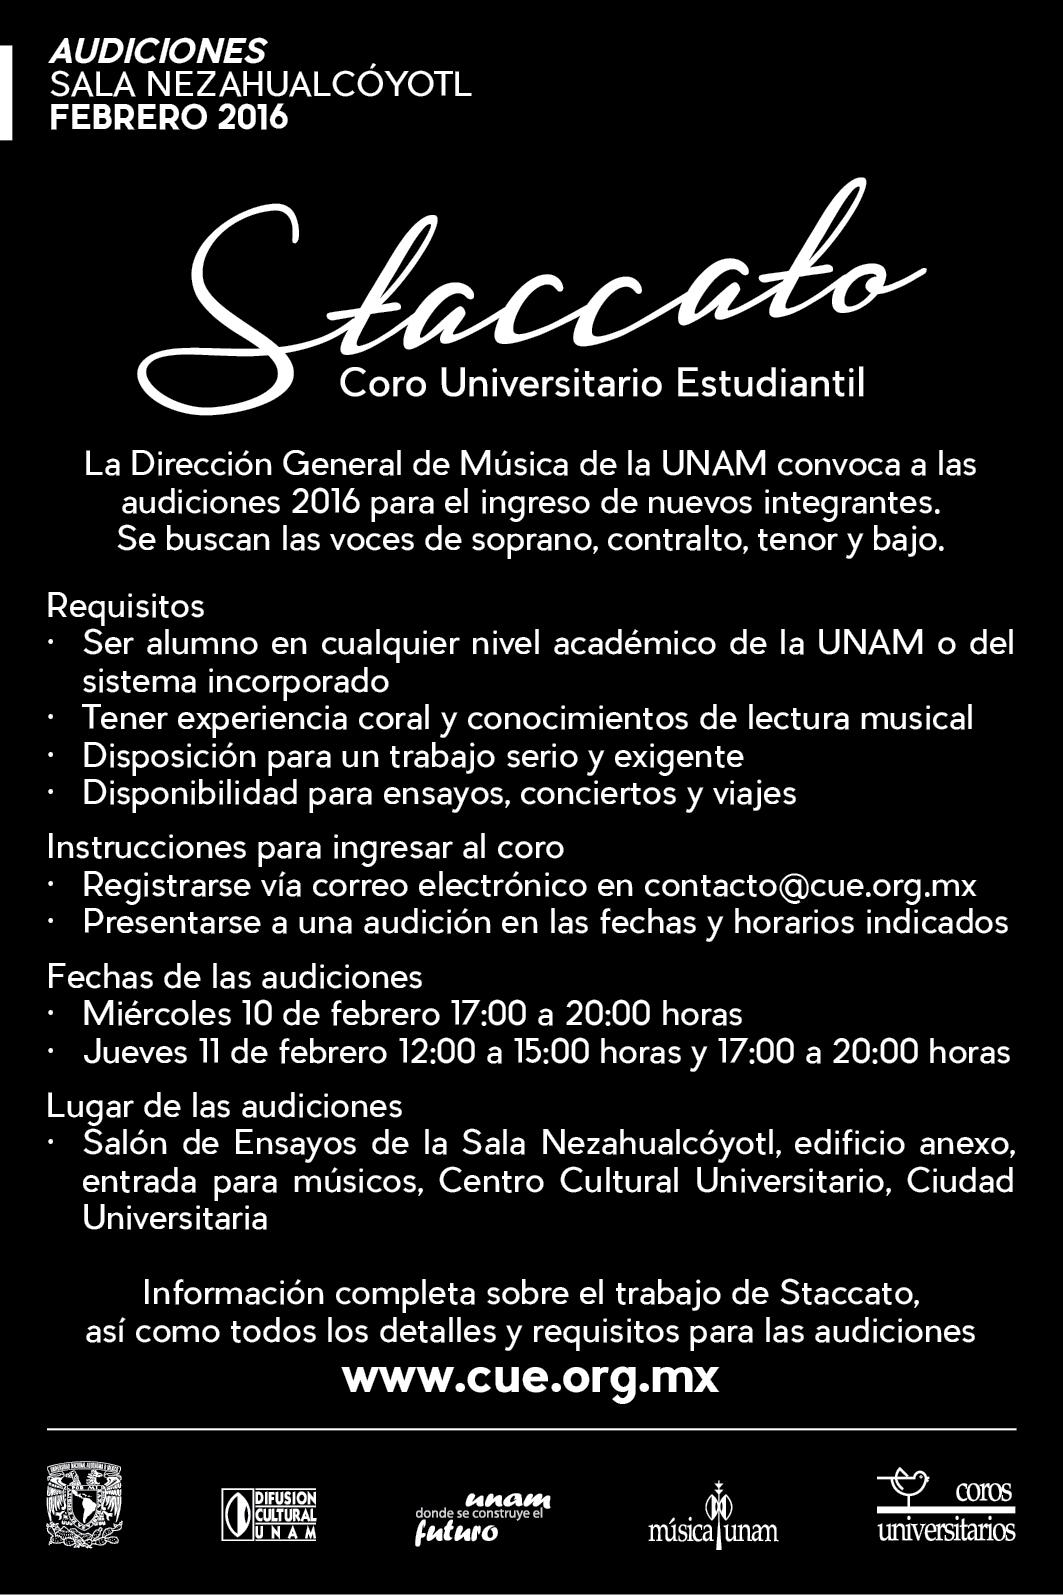 AUDICIONES
SALA NEZAHUALCÓYOTL
FEBRERO 2016
Staccato
Coro Universitario Estudiantil
La Dirección General de Música de la UNAM convoca a las
audiciones 2016 para el ingreso de nuevos integrantes.
Se buscan las voces de soprano, contralto, tenor y bajo.
Requisitos
· Ser alumno en cualquier nivel académico de la UNAM o del
sistema incorporado
· Tener experiencia coral y conocimientos de lectura musical
· Disposición para un trabajo serio y exigente
· Disponibilidad para ensayos, conciertos y viajes
Instrucciones para ingresar al coro
· Registrarse vía correo electrónico en contacto@cue.org.mx
· Presentarse a una audición en las fechas y horarios indicados
Fechas de las audiciones
· Miércoles 10 de febrero 17:00 a 20:00 horas
· Jueves 11 de febrero 12:00 a 15:00 horas y 17:00 a 20:00 horas
Lugar de las audiciones
· Salón de Ensayos de la Sala Nezahualcóyotl, edificio anexo,
entrada para músicos, Centro Cultural Universitario, Ciudad
Universitaria
Información completa sobre el trabajo de Staccato,
así como todos los detalles y requisitos para las audiciones
www.cue.org.mx
DIFUSION
CULTURAL
UNAM
unam
donde se construye el
futuro
música unam
coros
universitarios